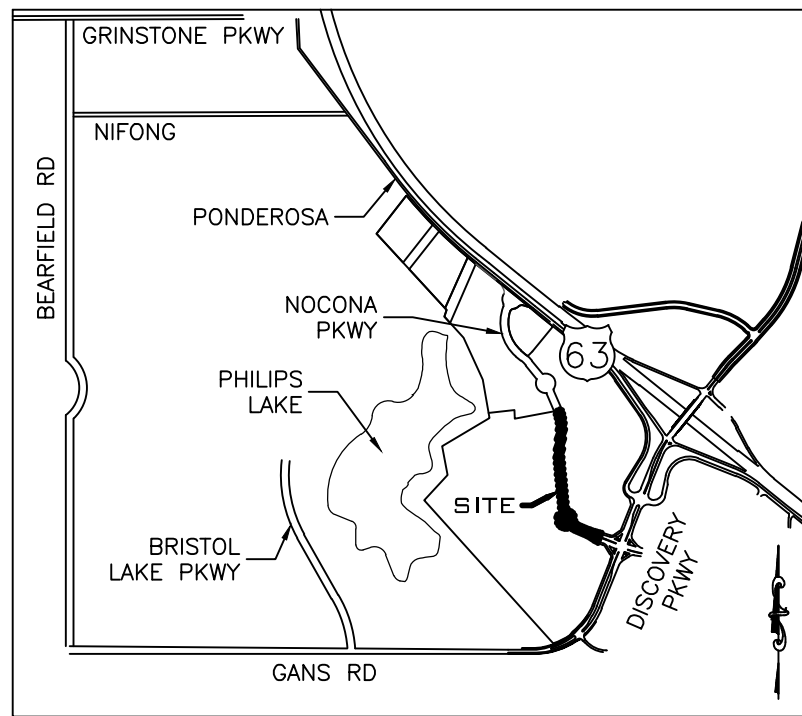 GRINSTONE PKWY
NIFONG
BEARFIELD RD
PONDEROSA
NOCONA
PKWY
63
PHILIPS
LAKE
SITE
BRISTOL
LAKE PKWY
DISCOVERY
PKWY
GANS RD